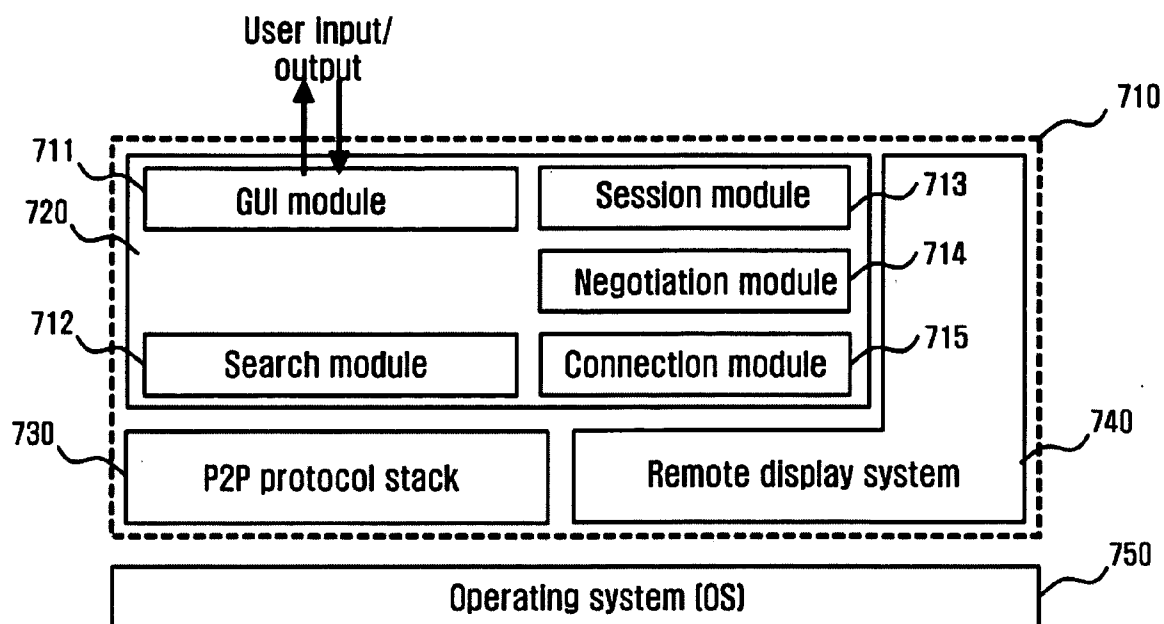 User input/
output
710
711
GUI module
Session module
713
720
Negotiation module
714
712
Search module
Connection module
715
730
P2P protocol stack
Remote display system
740
750
Operating system (OS)